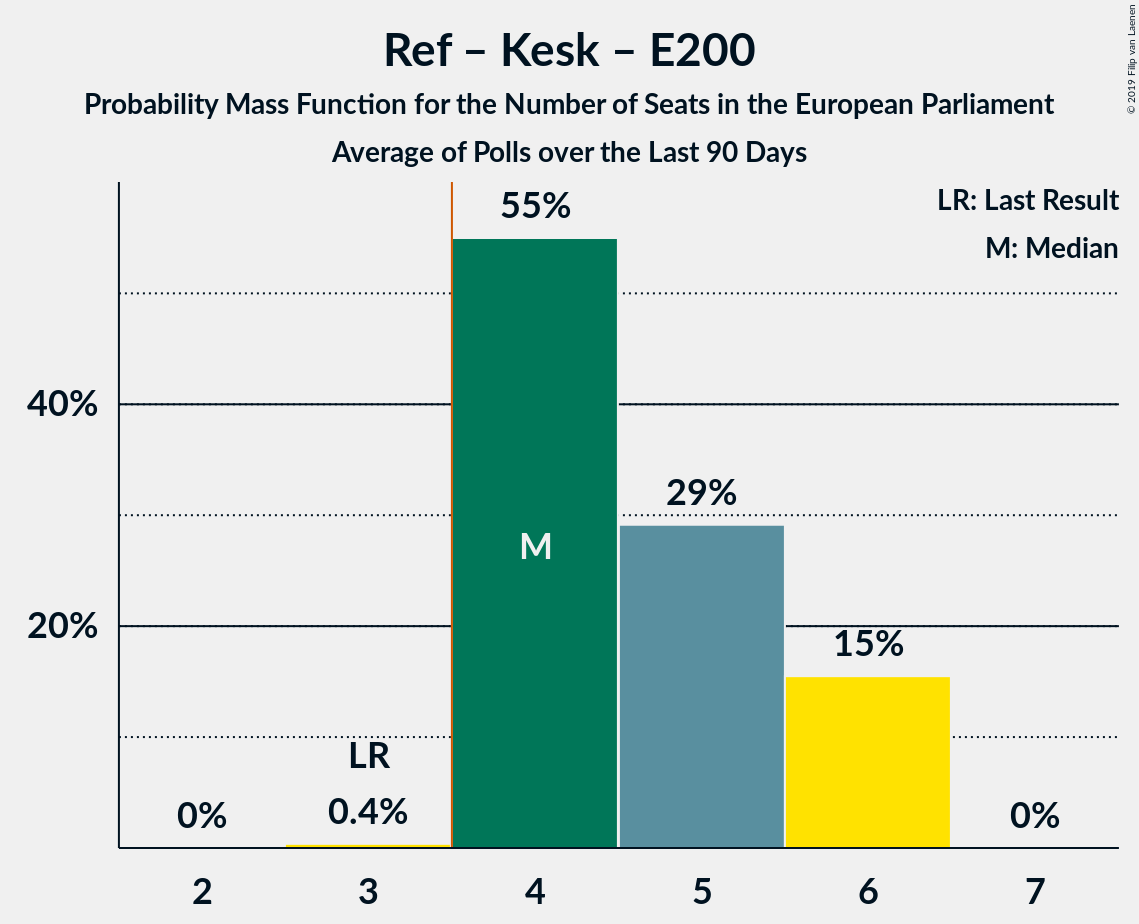 Ref – Kesk – E200
Probability Mass Function for the Number of Seats in the European Parliament
Average of Polls over the Last 90 Days
© 2019 Filip van Laenen
LR: Last Result
M: Median
55%
40%
29%
M
20%
15%
LR
0%
0.4%
0%
2 3 4 5 6 7